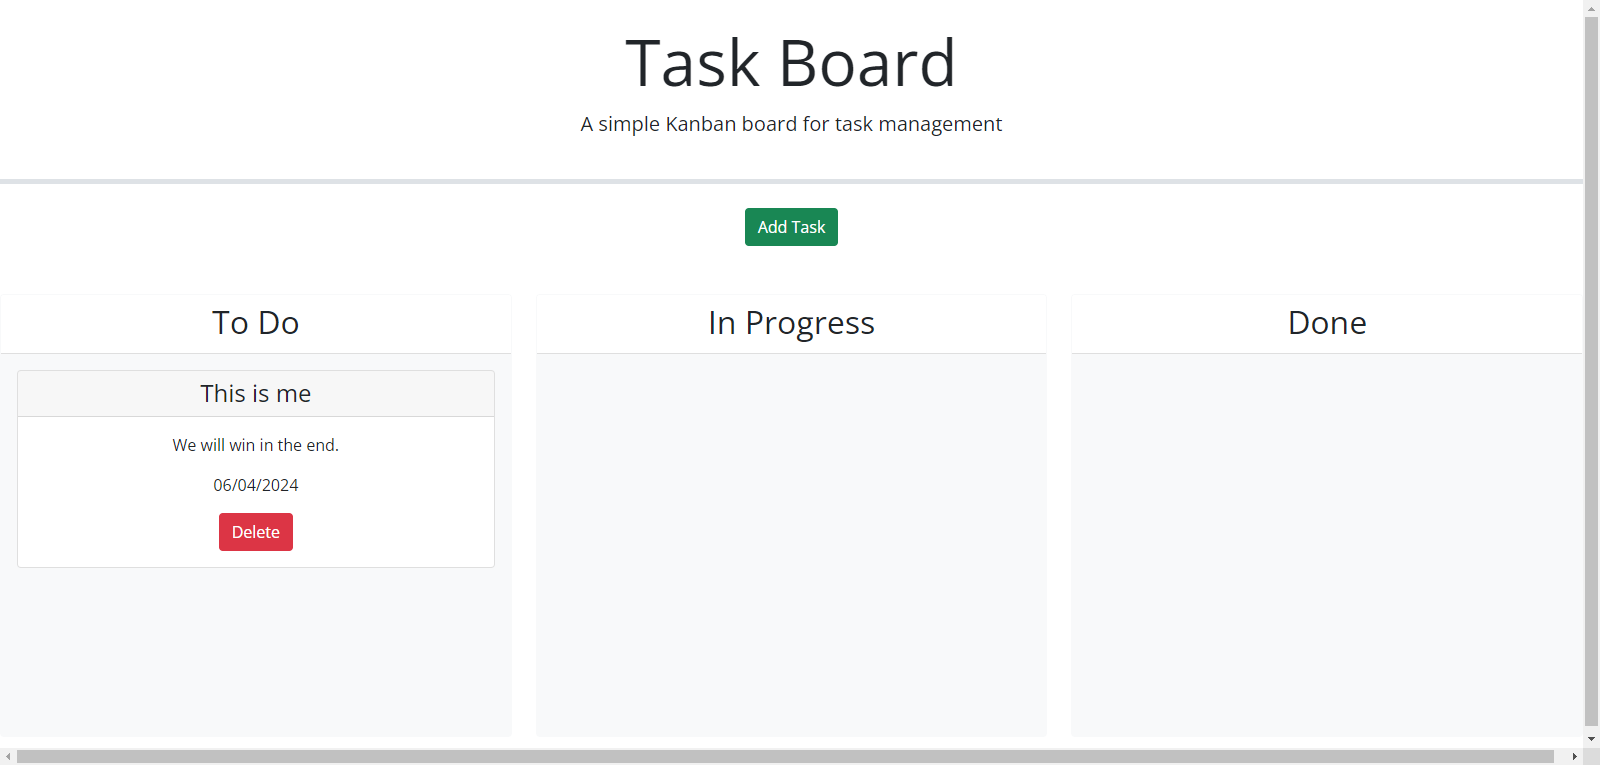 Task Board
A simple Kanban board for task management
Add Task
To Do
In Progress
Done
This is me
We will win in the end.
06/04/2024
Delete